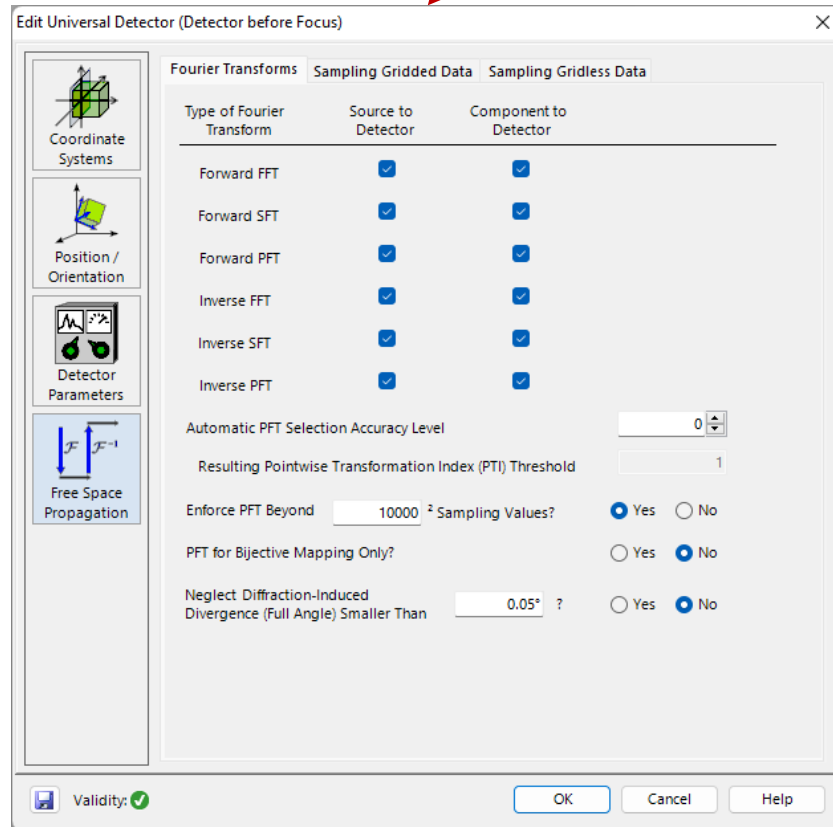 Edit Universal Detector (Detector before Focus)
Coordinate
Systems
Position /
Orientation
Detector
Parameters
ℱ ℱ⁻¹
Free Space
Propagation
Fourier Transforms Sampling Gridded Data Sampling Gridless Data
Type of Fourier Source to Component to
Transform Detector Detector
Forward FFT
Forward SFT
Forward PFT
Inverse FFT
Inverse SFT
Inverse PFT
Automatic PFT Selection Accuracy Level 0
Resulting Pointwise Transformation Index (PTI) Threshold 1
Enforce PFT Beyond 10000 ² Sampling Values? Yes No
PFT for Bijective Mapping Only? Yes No
Neglect Diffraction-Induced
Divergence (Full Angle) Smaller Than 0.05° ? Yes No
Validity: OK Cancel Help